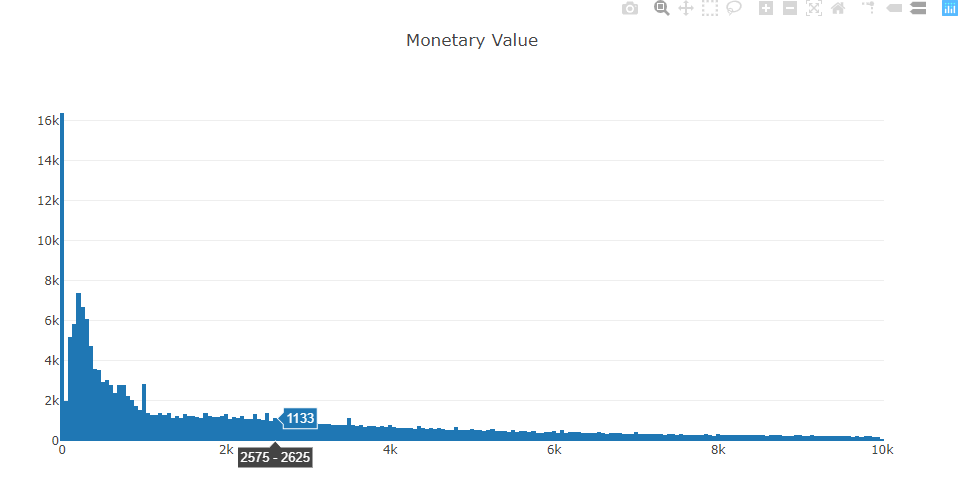 Monetary Value
16k
14k
12k
10k
8k
6k
4k
2k
0
1133
0 2k 4k 6k 8k 10k
2575 - 2625